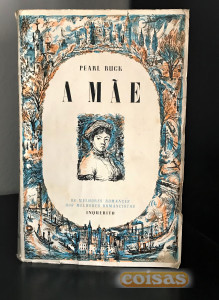 PEARL BUCK
A MÃE
OS MELHORES ROMANCES
DOS MELHORES ROMANCISTAS
INQUÉRITO
coisas